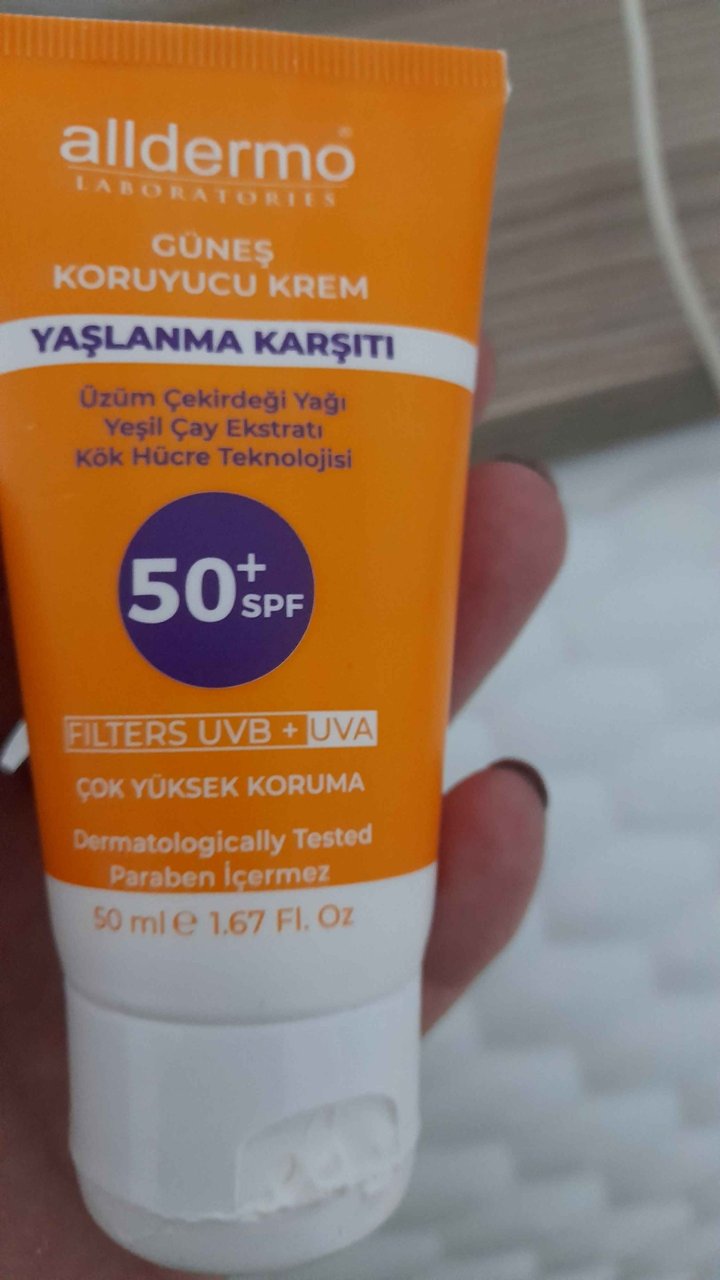 alldermo®
LABORATORIES
GÜNEŞ
KORUYUCU KREM
YAŞLANMA KARŞITI
Üzüm Çekirdeği Yağı
Yeşil Çay Ekstratı
Kök Hücre Teknolojisi
50+
SPF
FILTERS UVB + UVA
ÇOK YÜKSEK KORUMA
Dermatologically Tested
Paraben İçermez
50 ml ℮ 1.67 Fl. Oz